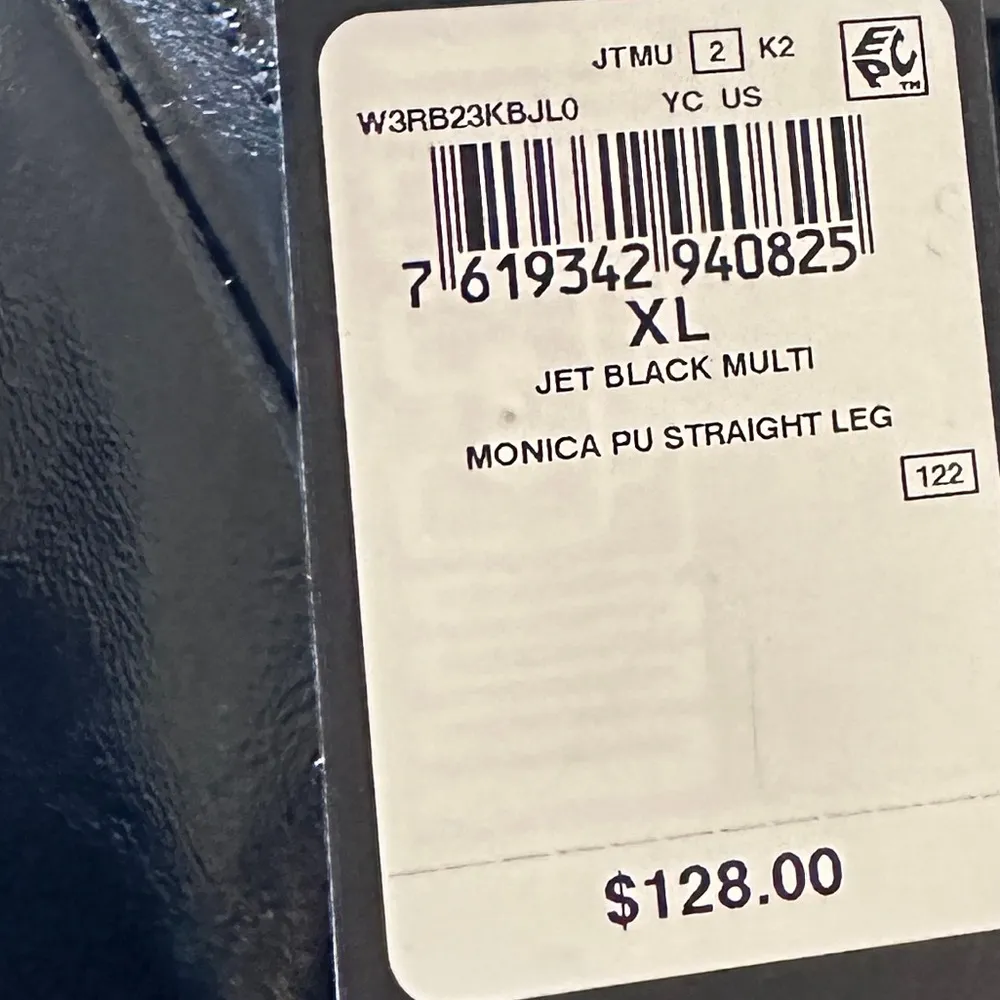 JTMU 2 K2
EPC™
W3RB23KBJL0 YC US
7 619342 940825
XL
JET BLACK MULTI
MONICA PU STRAIGHT LEG
122
$128.00